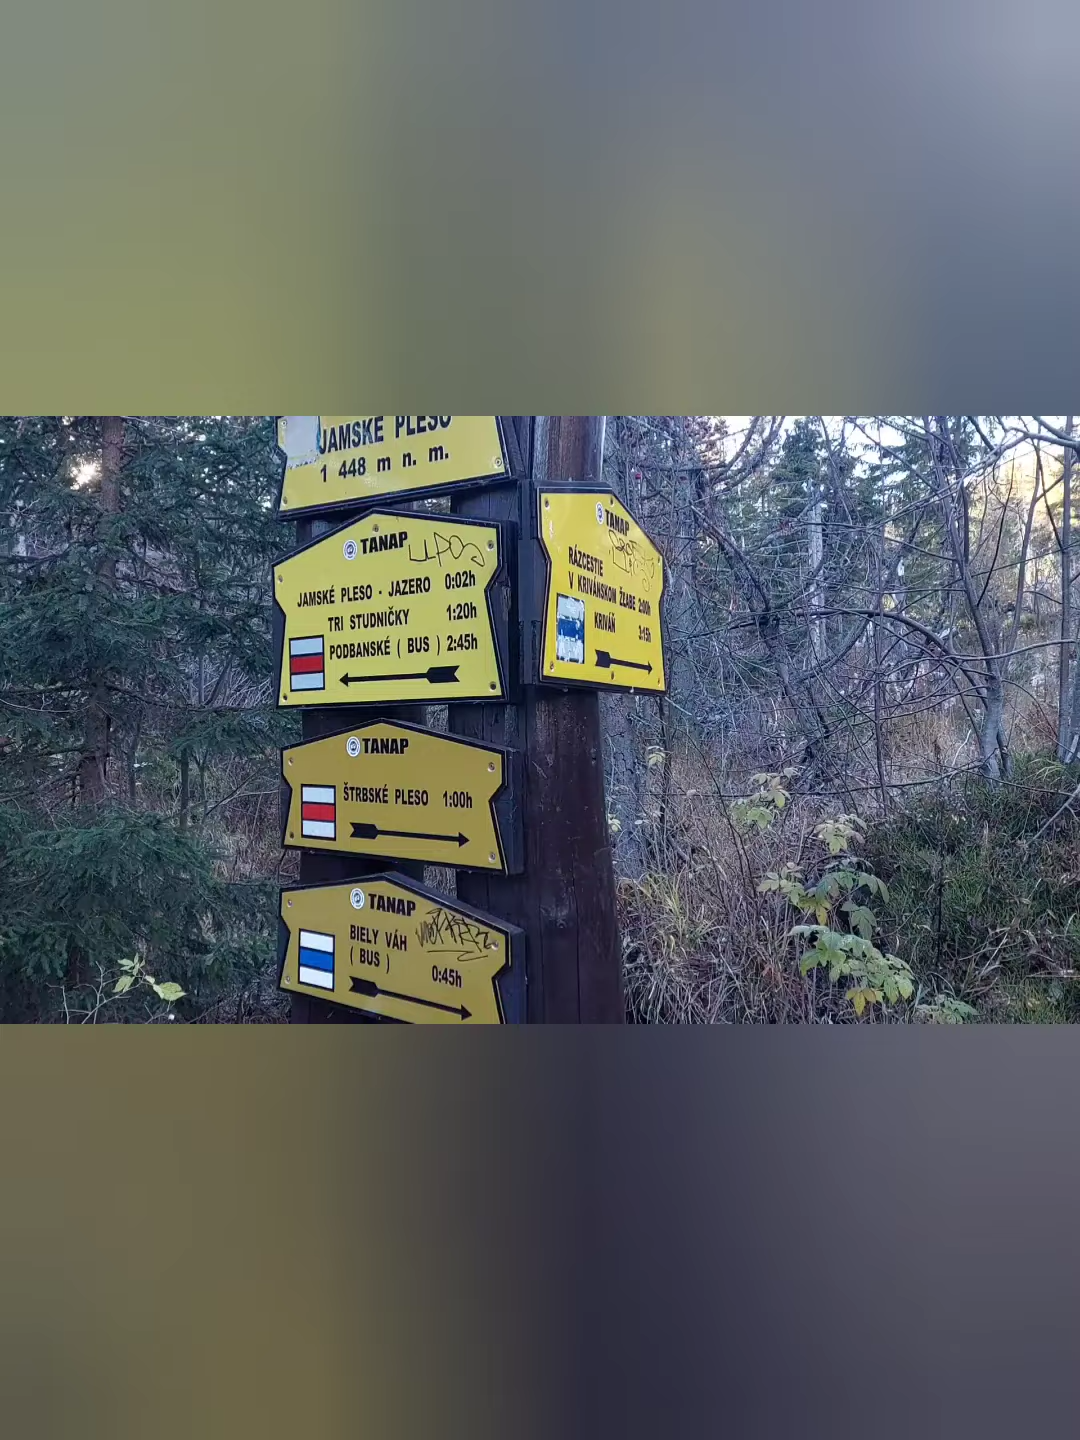 JAMSKÉ PLESO
1 448 m n. m.
TANAP
JAMSKÉ PLESO - JAZERO 0:02h
TRI STUDNIČKY 1:20h
PODBANSKÉ ( BUS ) 2:45h
TANAP
RÁZCESTIE
V KRIVÁNSKOM ŽĽABE 2:00h
KRIVÁŇ 3:15h
TANAP
ŠTRBSKÉ PLESO 1:00h
TANAP
BIELY VÁH
( BUS )
0:45h